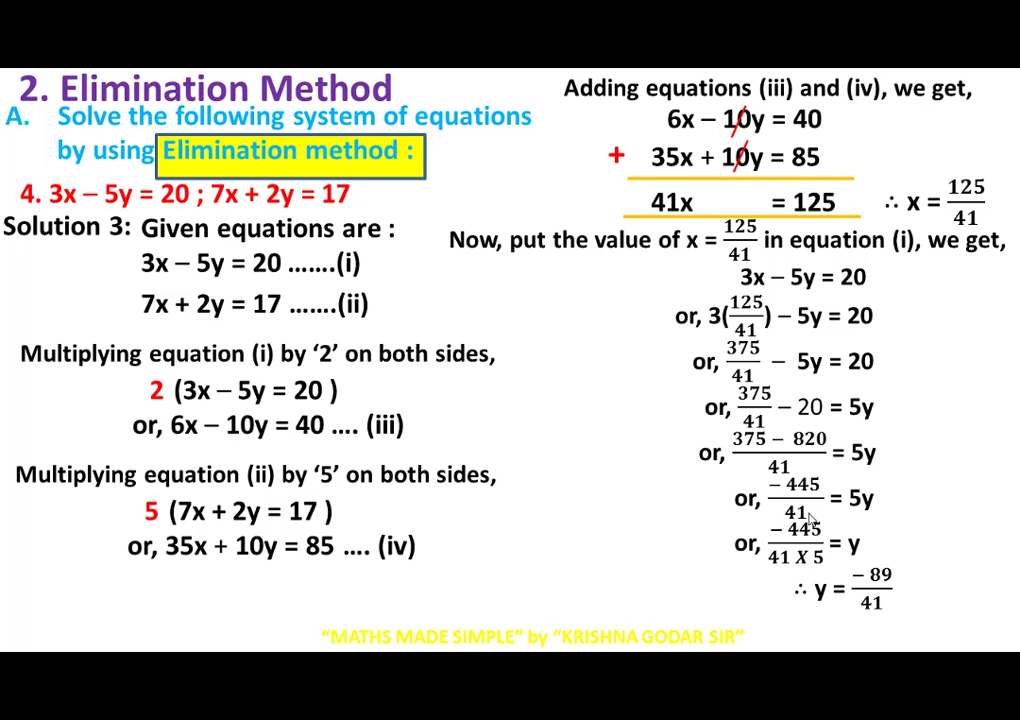 2. Elimination Method
A. Solve the following system of equations
by using Elimination method :
4. 3x – 5y = 20 ; 7x + 2y = 17
Solution 3: Given equations are :
3x – 5y = 20 …….(i)
7x + 2y = 17 …….(ii)
Multiplying equation (i) by ‘2’ on both sides,
2 (3x – 5y = 20 )
or, 6x – 10y = 40 …. (iii)
Multiplying equation (ii) by ‘5’ on both sides,
5 (7x + 2y = 17 )
or, 35x + 10y = 85 …. (iv)
Adding equations (iii) and (iv), we get,
6x – 10y = 40
+ 35x + 10y = 85
41x = 125 ∴ x = 125/41
Now, put the value of x = 125/41 in equation (i), we get,
3x – 5y = 20
or, 3(125/41) – 5y = 20
or, 375/41 – 5y = 20
or, 375/41 – 20 = 5y
or, 375 – 820/41 = 5y
or, – 445/41 = 5y
or, – 445/41 X 5 = y
∴ y = – 89/41
“MATHS MADE SIMPLE” by “KRISHNA GODAR SIR”